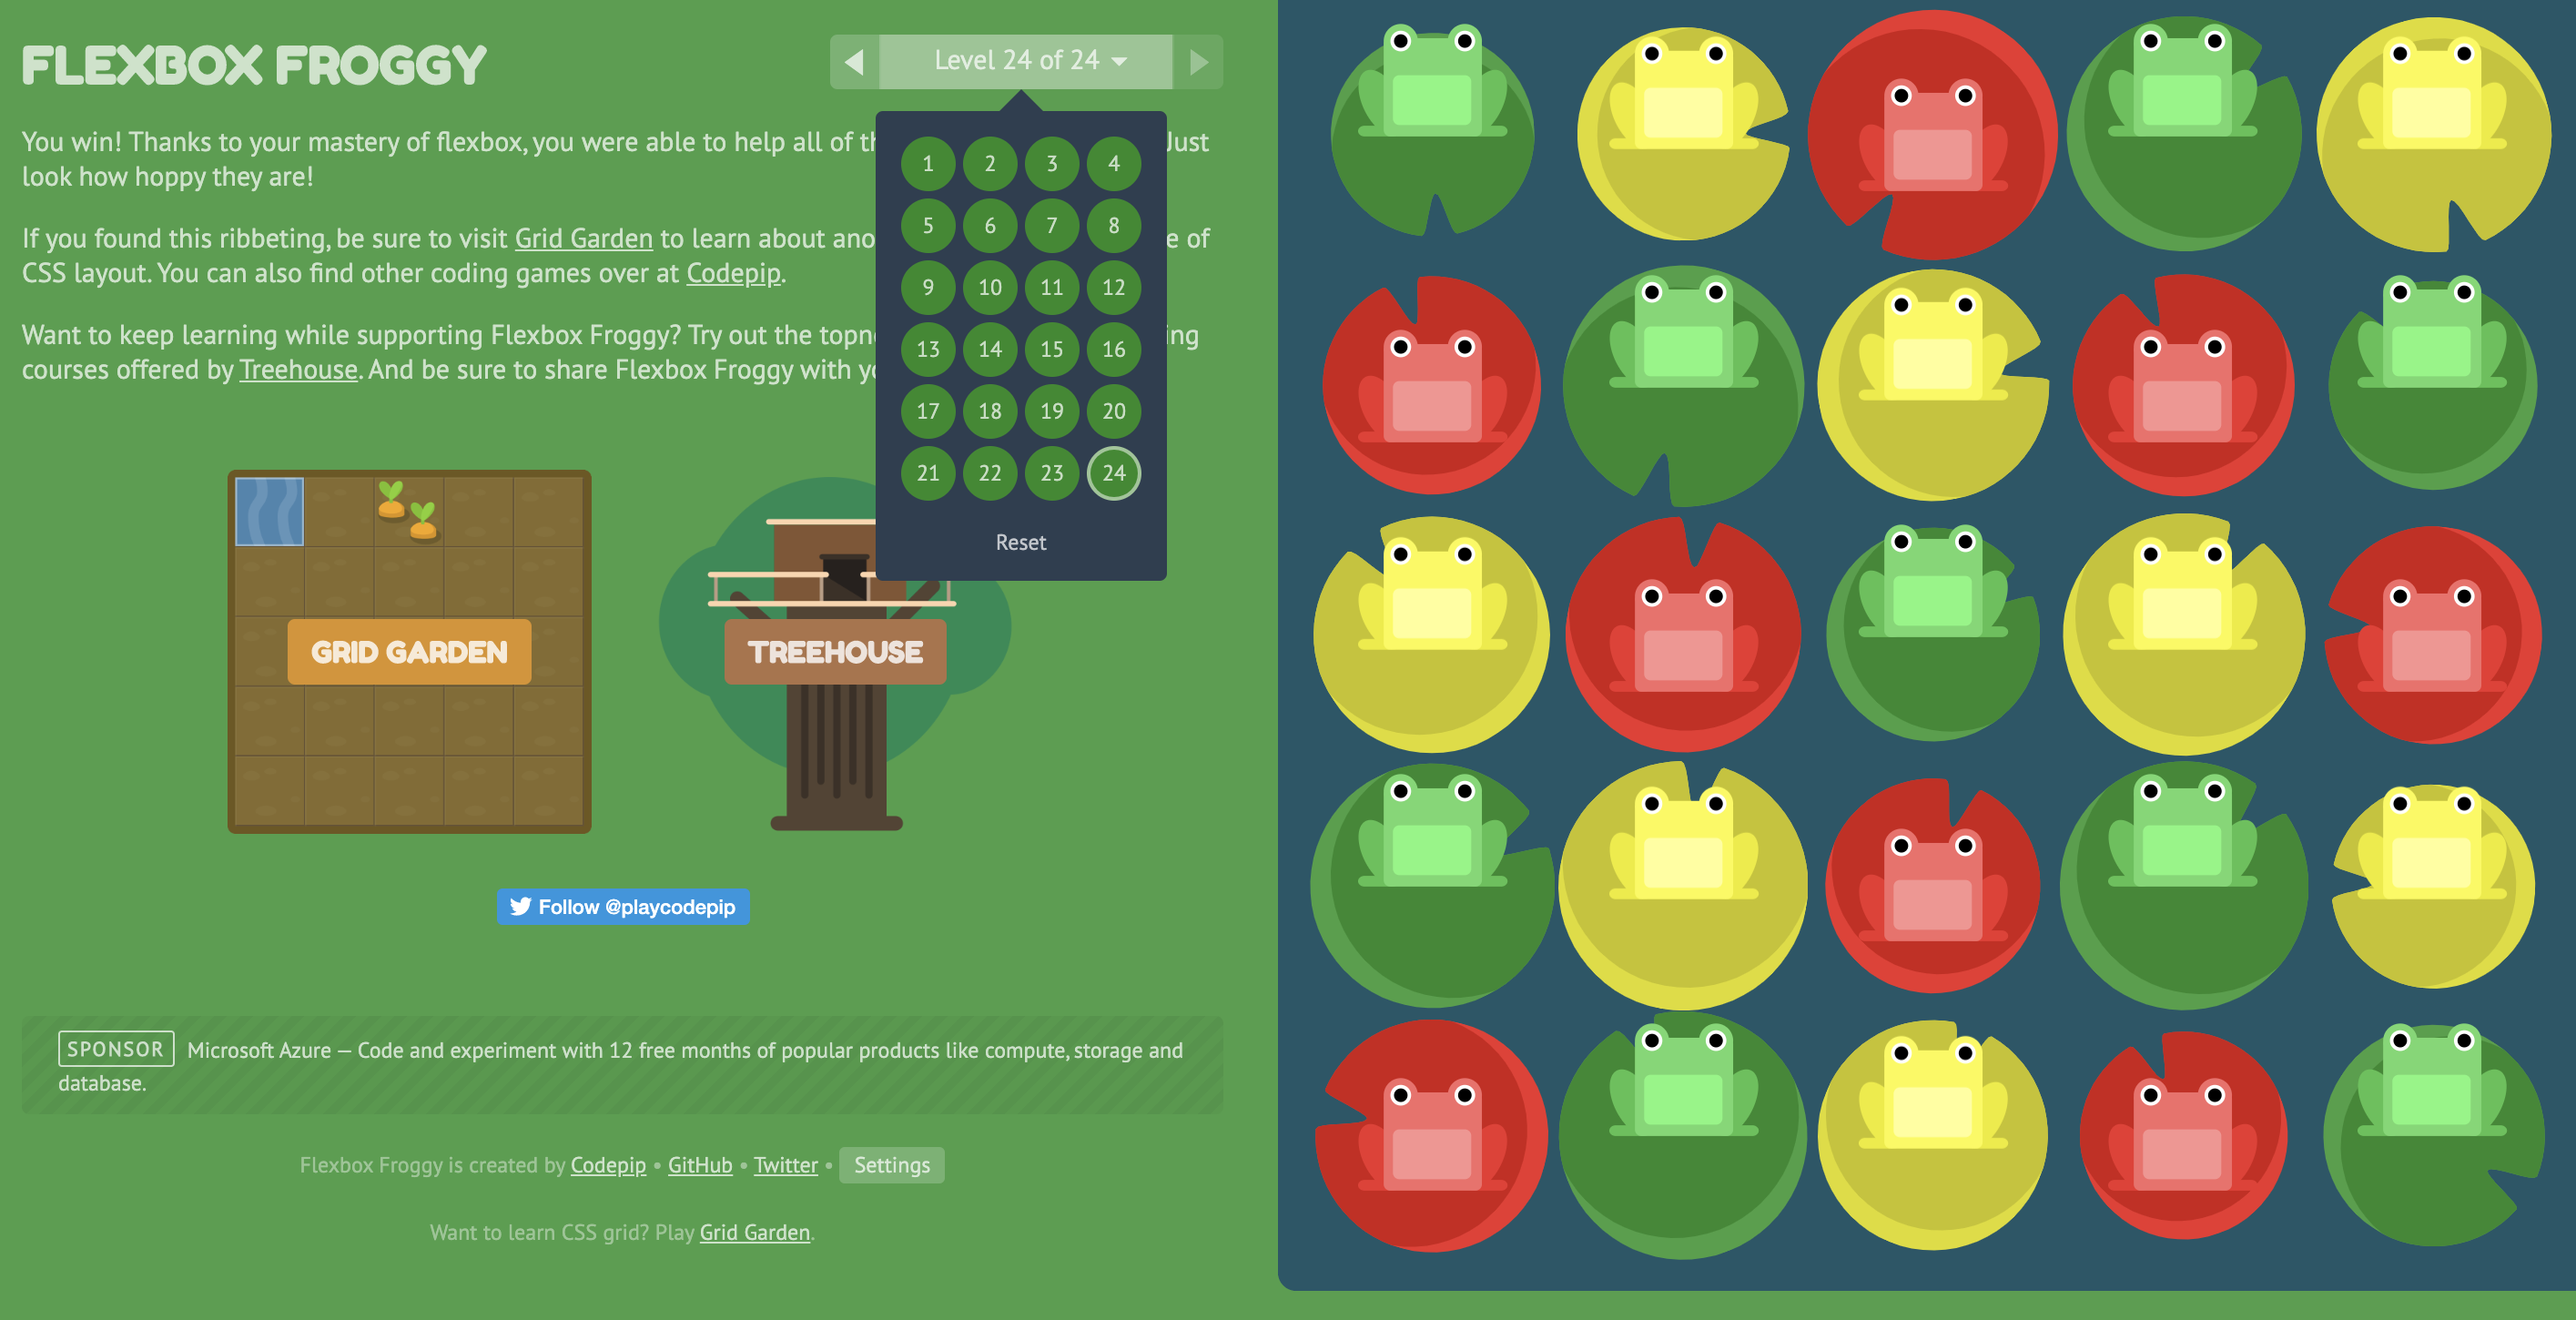 FLEXBOX FROGGY
Level 24 of 24
You win! Thanks to your mastery of flexbox, you were able to help all of Just
look how hoppy they are!
If you found this ribbeting, be sure to visit Grid Garden to learn about of
CSS layout. You can also find other coding games over at Codepip.
Want to keep learning while supporting Flexbox Froggy? Try out the
courses offered by Treehouse. And be sure to share Flexbox Froggy with
1 2 3 4
5 6 7 8
9 10 11 12
13 14 15 16
17 18 19 20
21 22 23 24
Reset
GRID GARDEN
TREEHOUSE
Follow @playcodepip
SPONSOR Microsoft Azure — Code and experiment with 12 free months of popular products like compute, storage and
database.
Flexbox Froggy is created by Codepip • GitHub • Twitter • Settings
Want to learn CSS grid? Play Grid Garden.